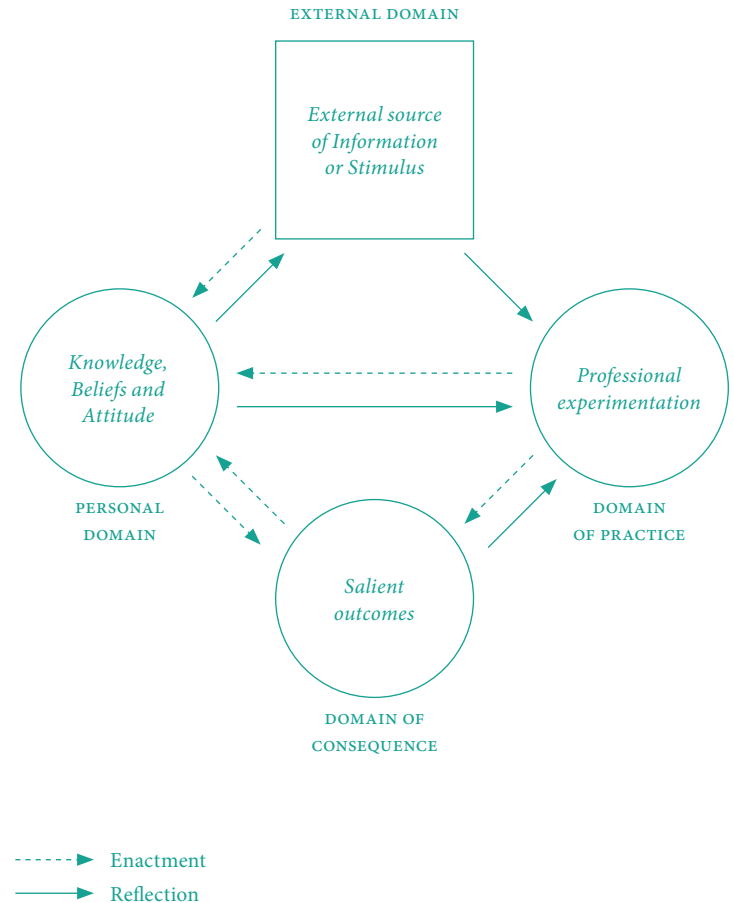 EXTERNAL DOMAIN
External source
of Information
or Stimulus
Knowledge,
Beliefs and
Attitude
Professional
experimentation
PERSONAL
DOMAIN
DOMAIN
OF PRACTICE
Salient
outcomes
DOMAIN OF
CONSEQUENCE
Enactment
Reflection